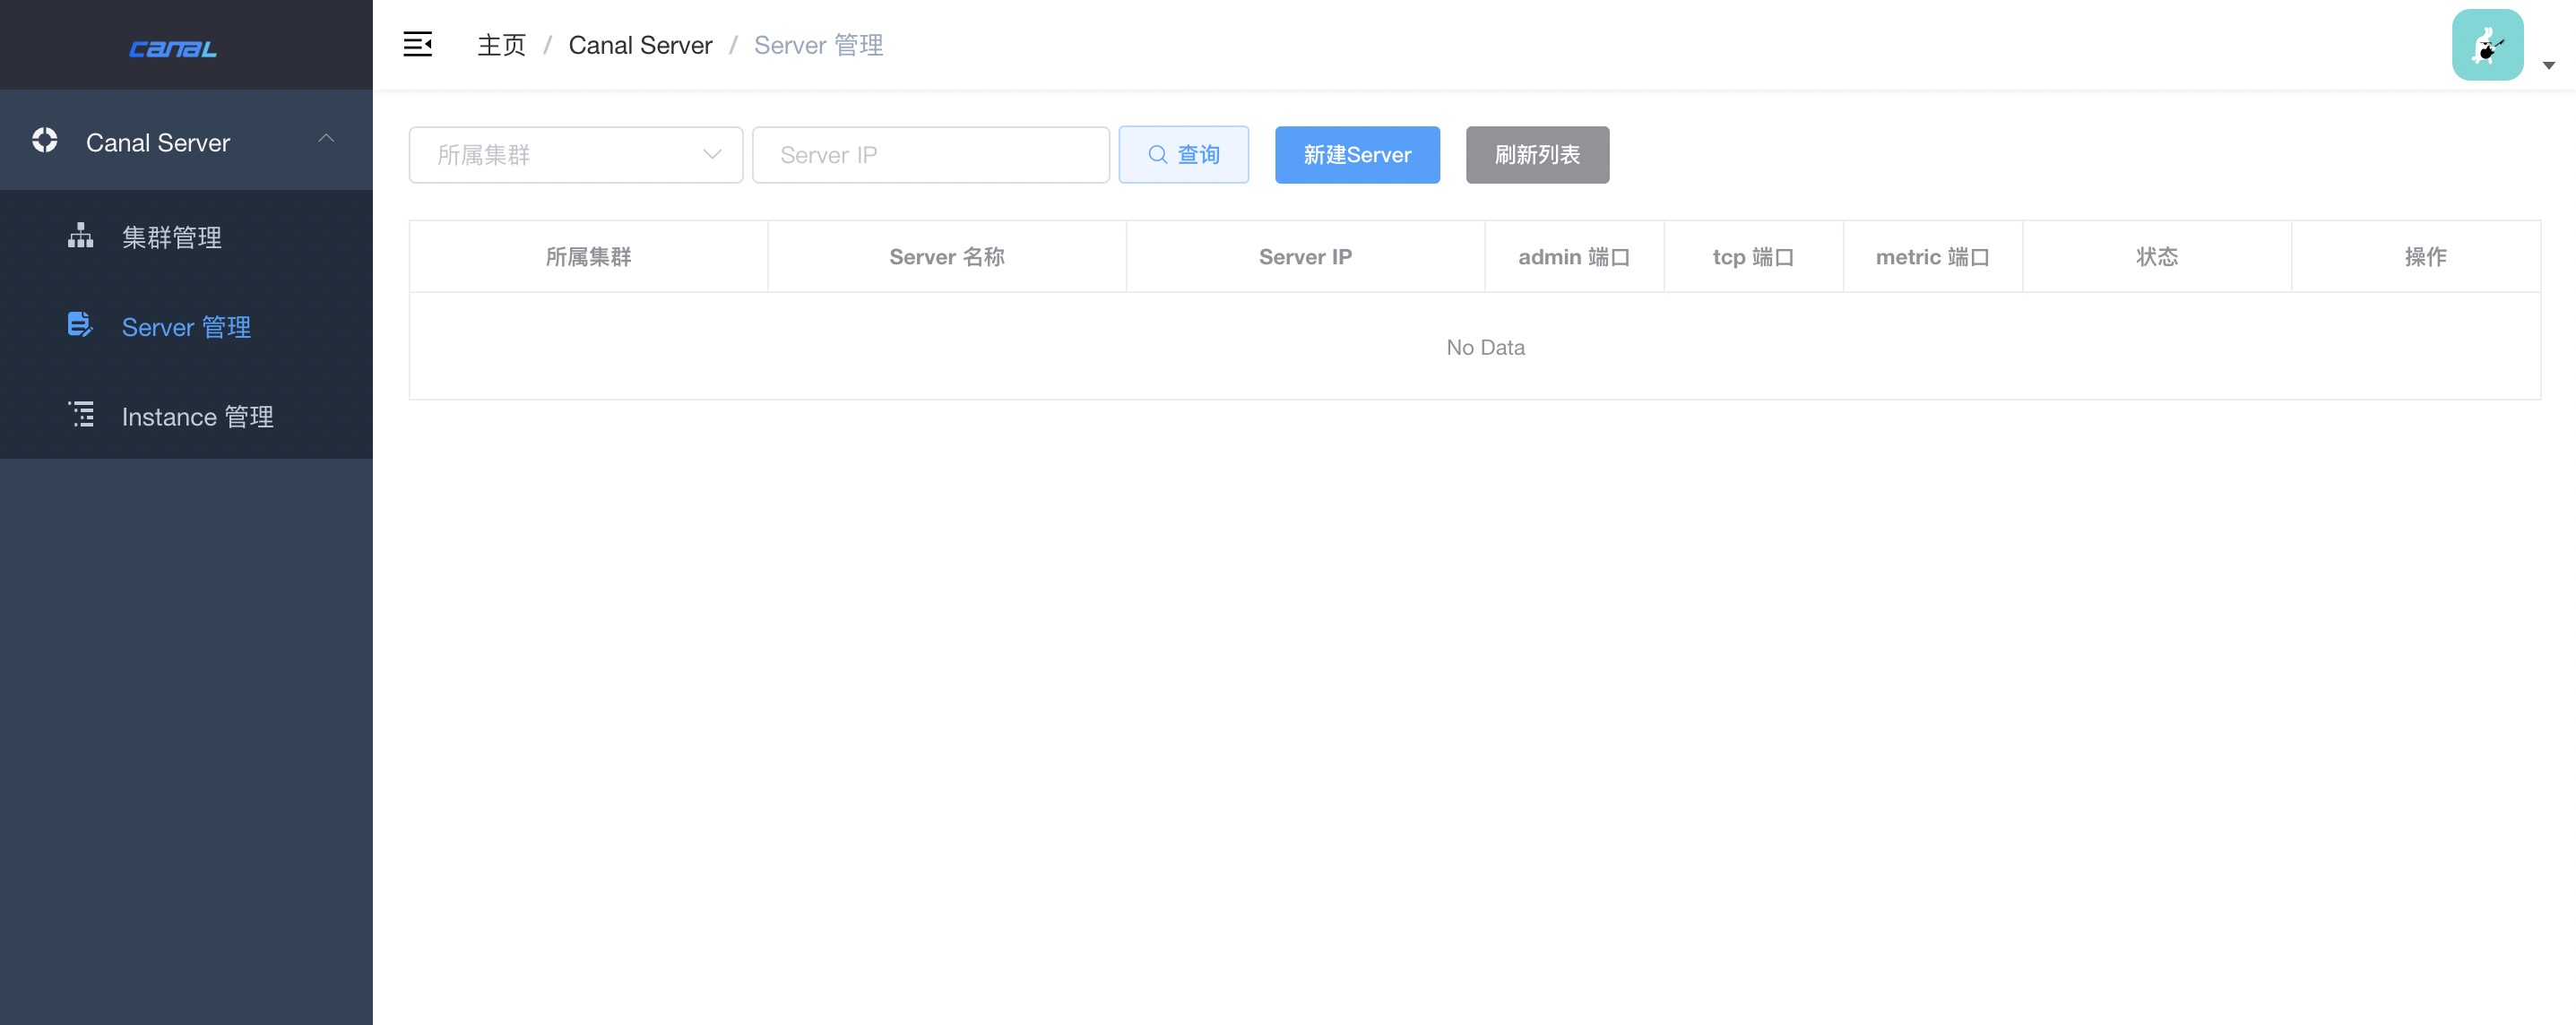 canal
主页 / Canal Server / Server 管理
Canal Server
集群管理
Server 管理
Instance 管理
所属集群
Server IP
查询
新建Server
刷新列表
所属集群 Server 名称 Server IP admin 端口 tcp 端口 metric 端口 状态 操作
No Data